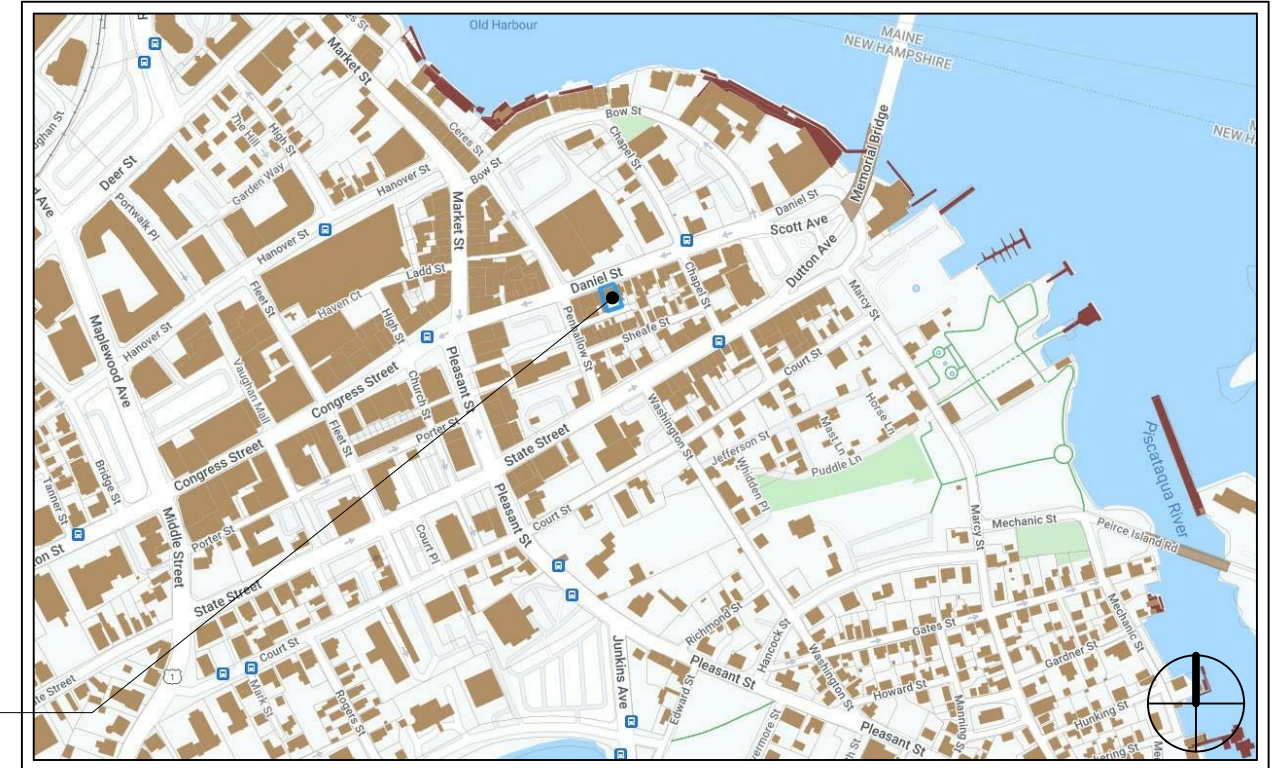 Old Harbour
MAINE
NEW HAMPSHIRE
Market St
Ceres St
Bow St
Bow St
Chapel St
Memorial Bridge
The Hill
High St
Garden Way
Deer St
Portwalk Pl
Hanover St
Hanover St
Hanover St
Market St
Ladd St
Haven Ct
High St
Fleet St
Daniel St
Daniel St
Scott Ave
Dutton Ave
Chapel St
Marcy St
Penhallow St
Sheafe St
Court St
Maplewood Ave
Vaughan Mall
Congress Street
Congress Street
Church St
Pleasant St
Porter St
Fleet St
State Street
Washington St
Jefferson St
Whidden Pl
Mast Ln
Horse Ln
Puddle Ln
Piscataqua River
Bridge St
Tanner St
Middle Street
Porter St
Court Pl
Pleasant St
Court St
Marcy St
Mechanic St
Peirce Island Rd
State Street
Court St
1
Mark St
Rogers St
Junkins Ave
Richmond St
Hancock St
Edward St
Pleasant St
Pleasant St
Washington St
Gates St
Gardner St
Howard St
Manning St
Hunking St
Mechanic St